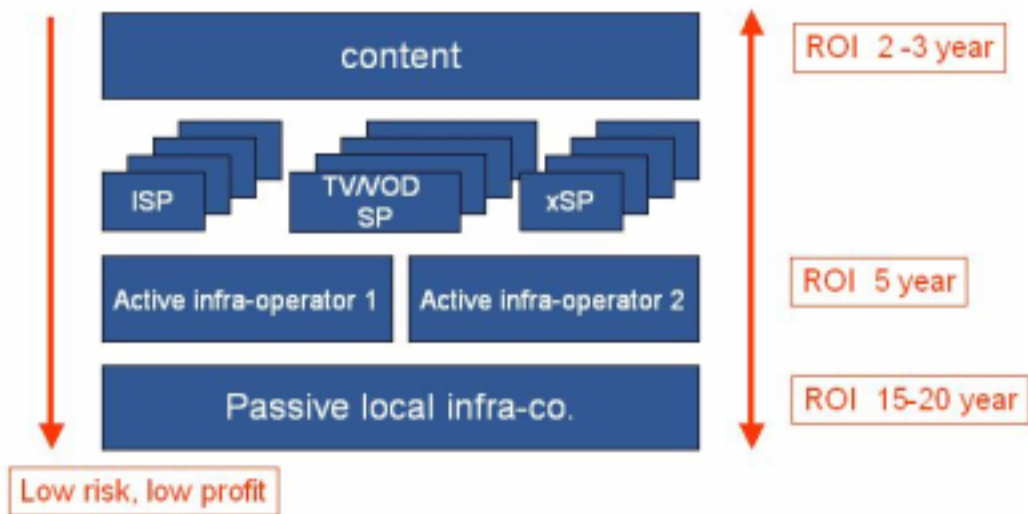 content
ROI 2 -3 year
ISP
TV/VOD
SP
xSP
Active infra-operator 1
Active infra-operator 2
ROI 5 year
Passive local infra-co.
ROI 15-20 year
Low risk, low profit